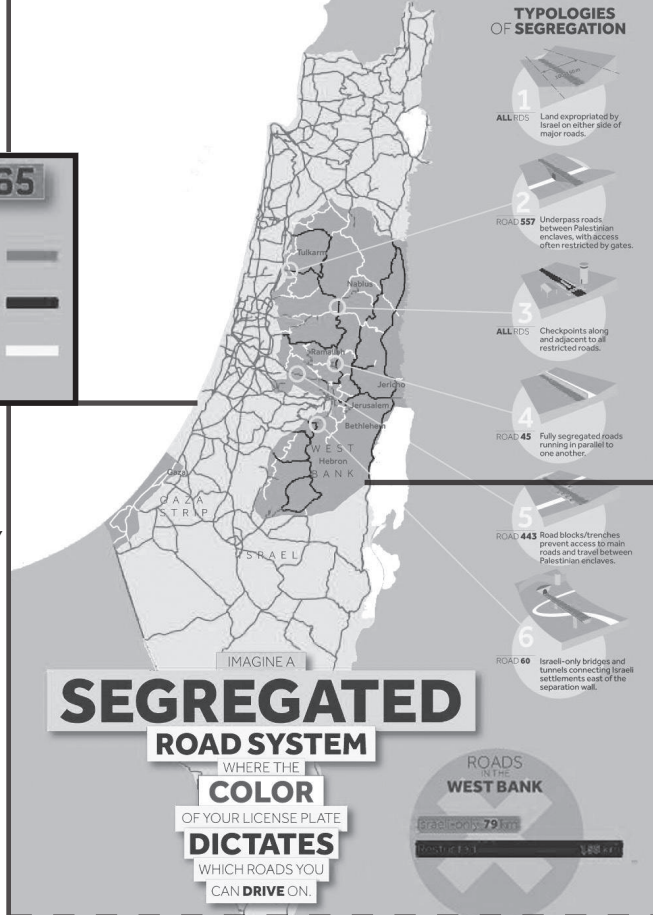 TYPOLOGIES
OF SEGREGATION
1
ALL RDS
Land expropriated by
Israel on either side of
major roads.
2
ROAD 557
Underpass roads
between Palestinian
enclaves, with access
often restricted by gates.
3
ALL RDS
Checkpoints along
and adjacent to all
restricted roads.
4
ROAD 45
Fully segregated roads
running in parallel to
one another.
5
ROAD 443
Road blocks/trenches
prevent access to main
roads and travel between
Palestinian enclaves.
6
ROAD 60
Israeli-only bridges and
tunnels connecting Israeli
settlements east of the
separation wall.
65
Tulkarm
Nablus
Ramallah
Jericho
Jerusalem
Bethlehem
WEST
Hebron
BANK
Gaza
GAZA
STRIP
ISRAEL
IMAGINE A
SEGREGATED
ROAD SYSTEM
WHERE THE
COLOR
OF YOUR LICENSE PLATE
DICTATES
WHICH ROADS YOU
CAN DRIVE ON.
ROADS
IN THE
WEST BANK
79